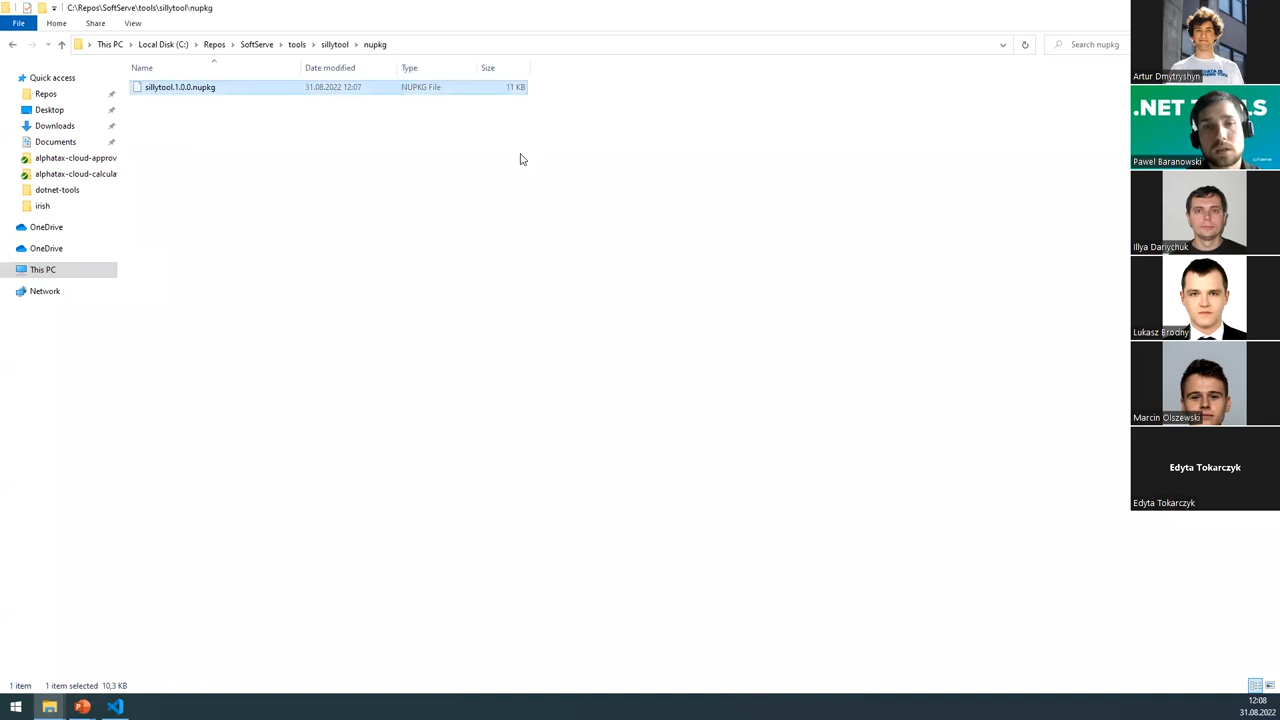 C:\Repos\SoftServe\tools\sillytool\nupkg
File Home Share View
This PC Local Disk (C:) Repos SoftServe tools sillytool nupkg
Search nupkg
Name Date modified Type Size
sillytool.1.0.0.nupkg 31.08.2022 12:07 NUPKG File 11 KB
Quick access
Repos
Desktop
Downloads
Documents
alphatax-cloud-approv
alphatax-cloud-calcula
dotnet-tools
irish
OneDrive
OneDrive
This PC
Network
Artur Dmytryshyn
.NET TOOLS
softserve
Pawel Baranowski
Illya Danychuk
Lukasz Brodny
Marcin Olszewski
Edyta Tokarczyk
Edyta Tokarczyk
1 item 1 item selected 10,3 KB
12:08
31.08.2022